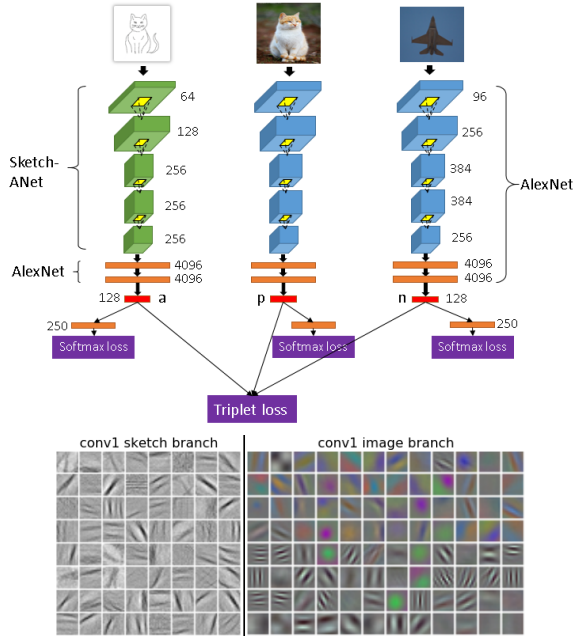 64
96
128
256
Sketch-
ANet
256
384
AlexNet
256
384
256
256
AlexNet
4096
4096
4096
4096
128
a
p
n
128
250
250
Softmax loss
Softmax loss
Softmax loss
Triplet loss
conv1 sketch branch
conv1 image branch